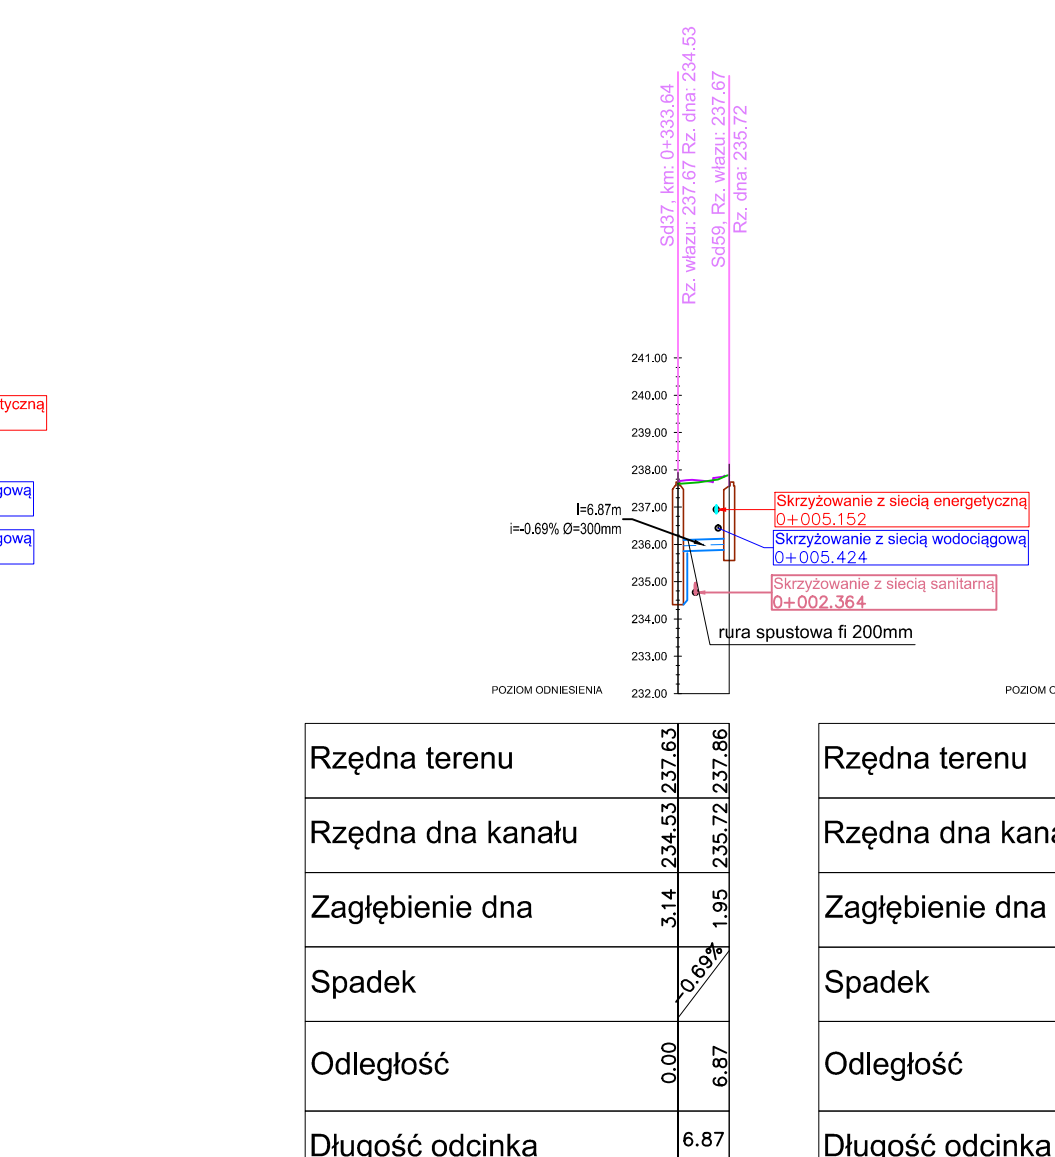 Sd37, km: 0+333.64
Rz. włazu: 237.67 Rz. dna: 234.53
Sd59, Rz. włazu: 237.67
Rz. dna: 235.72
241.00
240.00
239.00
238.00
237.00
236.00
235.00
234.00
233.00
232.00
tyczną
gową
gową
l=6.87m
i=-0.69% Ø=300mm
Skrzyżowanie z siecią energetyczną
0+005.152
Skrzyżowanie z siecią wodociągową
0+005.424
Skrzyżowanie z siecią sanitarną
0+002.364
rura spustowa fi 200mm
POZIOM ODNIESIENIA
POZIOM
Rzędna terenu 237.63 237.86
Rzędna dna kanału 234.53 235.72
Zagłębienie dna 3.14 1.95
Spadek -0.69%
Odległość 0.00 6.87
Długość odcinka 6.87
Rzędna terenu
Rzędna dna kana
Zagłębienie dna
Spadek
Odległość
Długość odcinka